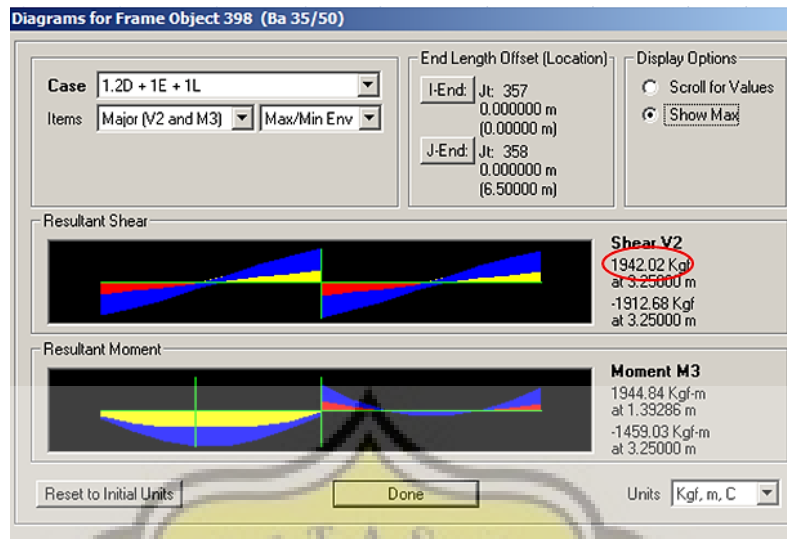 Diagrams for Frame Object 398 (Ba 35/50)
Case 1.2D + 1E + 1L
Items Major (V2 and M3) Max/Min Env
End Length Offset (Location)
I-End: Jt: 357
0.000000 m
(0.00000 m)
J-End: Jt: 358
0.000000 m
(6.50000 m)
Display Options
Scroll for Values
Show Max
Resultant Shear
Shear V2
1942.02 Kgf
at 3.25000 m
-1912.68 Kgf
at 3.25000 m
Resultant Moment
Moment M3
1944.84 Kgf-m
at 1.39286 m
-1459.03 Kgf-m
at 3.25000 m
Reset to Initial Units
Done
Units Kgf, m, C